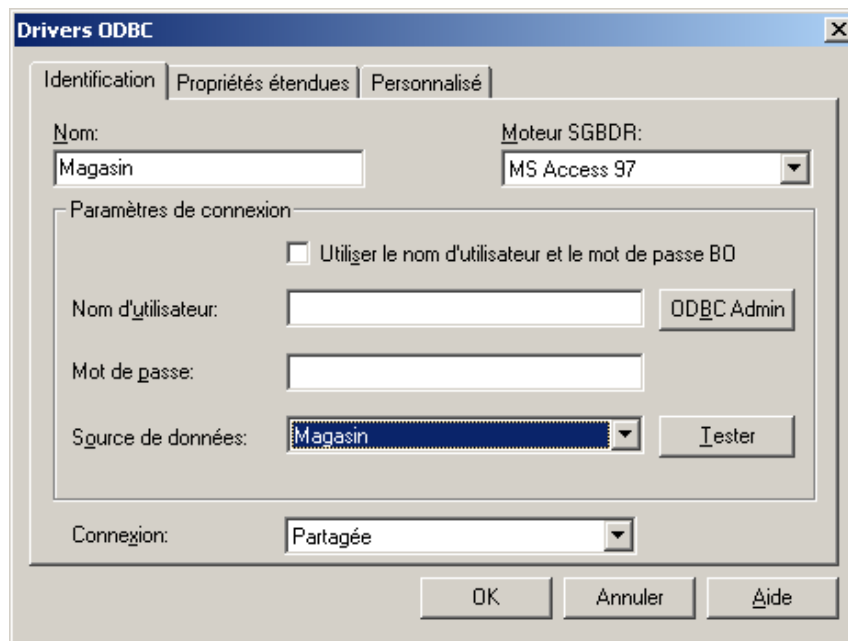 Drivers ODBC
Identification Propriétés étendues Personnalisé
Nom: Moteur SGBDR:
Magasin MS Access 97
Paramètres de connexion
Utiliser le nom d'utilisateur et le mot de passe BO
Nom d'utilisateur: ODBC Admin
Mot de passe:
Source de données: Magasin Tester
Connexion: Partagée
OK Annuler Aide